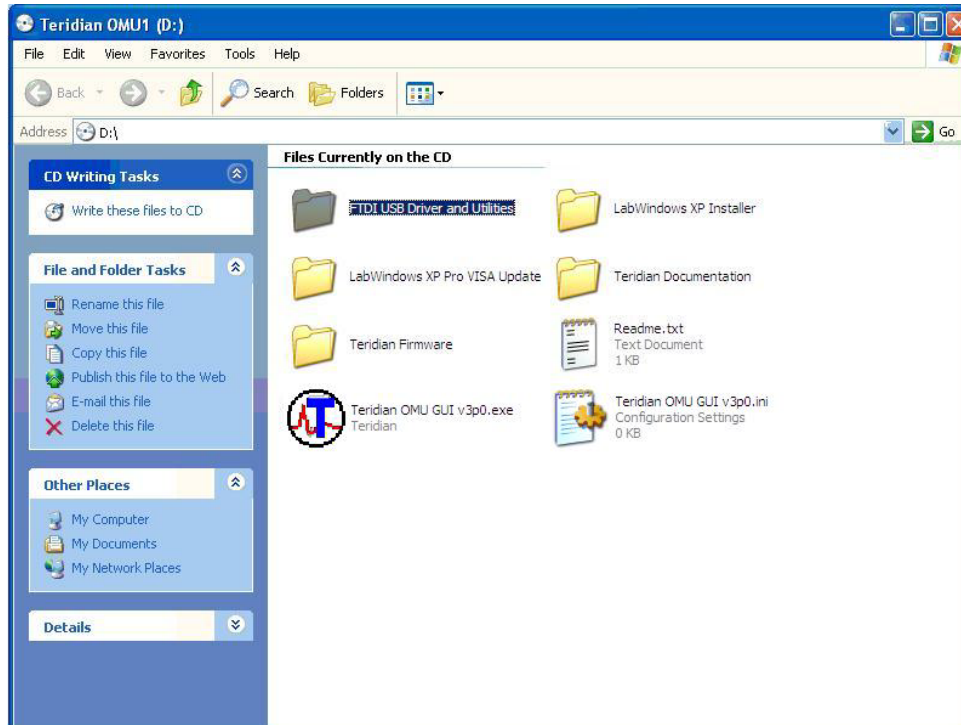 Teridian OMU1 (D:)
File Edit View Favorites Tools Help
Back Search Folders
Address D:\ Go
CD Writing Tasks
Write these files to CD
File and Folder Tasks
Rename this file
Move this file
Copy this file
Publish this file to the Web
E-mail this file
Delete this file
Other Places
My Computer
My Documents
My Network Places
Details
Files Currently on the CD
FTDI USB Driver and Utilities
LabWindows XP Installer
LabWindows XP Pro VISA Update
Teridian Documentation
Teridian Firmware
Readme.txt
Text Document
1 KB
Teridian OMU GUI v3p0.exe
Teridian
Teridian OMU GUI v3p0.ini
Configuration Settings
0 KB